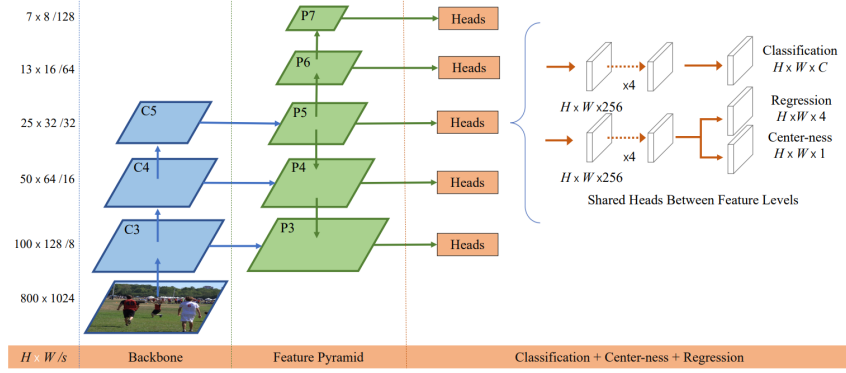 7 x 8 /128
P7
Heads
13 x 16 /64
P6
Heads
25 x 32 /32
C5
P5
Heads
50 x 64 /16
C4
P4
Heads
100 x 128 /8
C3
P3
Heads
800 x 1024
x4
Classification
H x W x C
H x W x256
Regression
H xW x 4
x4
Center-ness
H x W x 1
H x W x256
Shared Heads Between Feature Levels
H x W /s
Backbone
Feature Pyramid
Classification + Center-ness + Regression